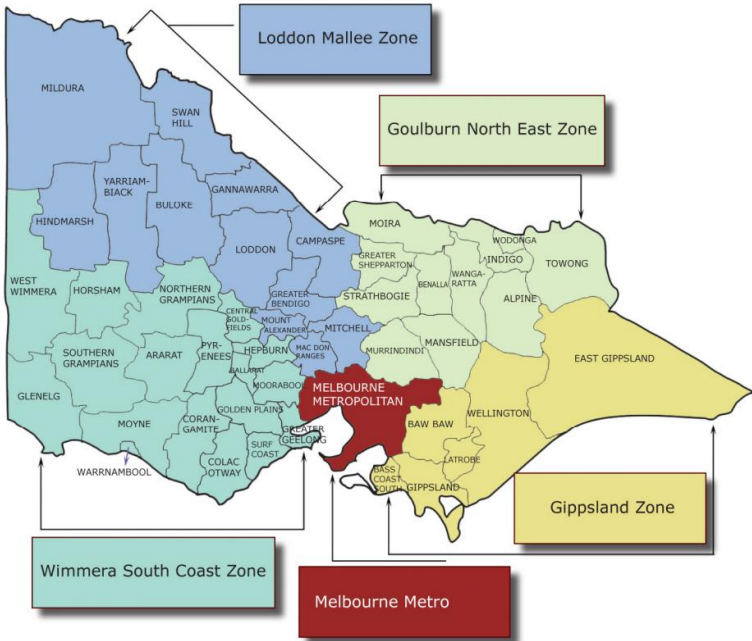 Loddon Mallee Zone
MILDURA
SWAN
HILL
Goulburn North East Zone
YARRIAM-
BIACK
GANNAWARRA
BULOKE
HINDMARSH
MOIRA
WODONGA
INDIGO
LODDON
CAMPASPE
GREATER
SHEPPARTON
TOWONG
WEST
WIMMERA
HORSHAM
NORTHERN
GRAMPIANS
BENALLA
WANGA-
RATTA
STRATHBOGIE
ALPINE
GREATER
BENDIGO
CENTRAL
GOLD-
FIELDS
MOUNT
ALEXANDER
MITCHELL
MANSFIELD
MURRINDINDI
SOUTHERN
GRAMPIANS
ARARAT
PYR-
ENEES
HEPBURN
MAC DON
RANGES
EAST GIPPSLAND
BALLARAT
MOORABOOL
MELBOURNE
METROPOLITAN
GLENELG
MOYNE
CORAN-
GAMITE
GOLDEN PLAINS
GREATER
GEELONG
BAW BAW
WELLINGTON
SURF
COAST
COLAC
OTWAY
WARRNAMBOOL
LATROBE
BASS
COAST
SOUTH
GIPPSLAND
Gippsland Zone
Wimmera South Coast Zone
Melbourne Metro